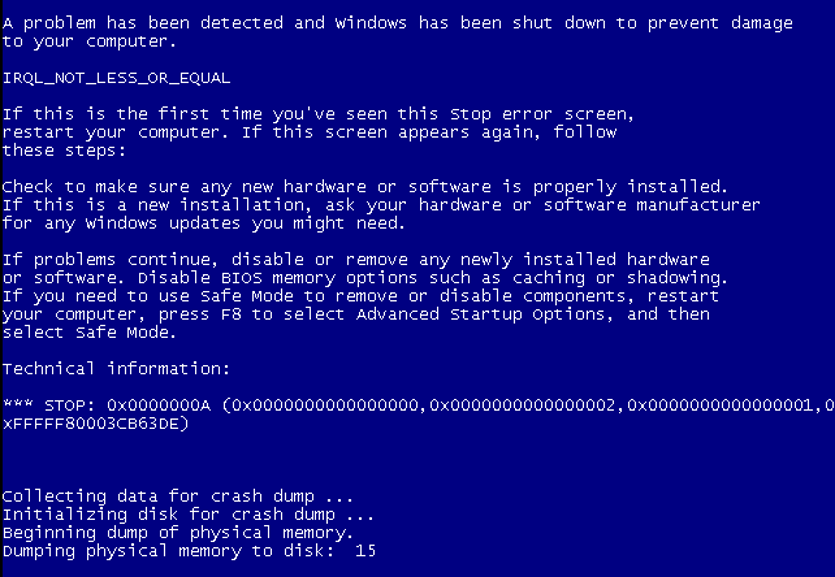 A problem has been detected and Windows has been shut down to prevent damage
to your computer.
IRQL_NOT_LESS_OR_EQUAL
If this is the first time you've seen this Stop error screen,
restart your computer. If this screen appears again, follow
these steps:
Check to make sure any new hardware or software is properly installed.
If this is a new installation, ask your hardware or software manufacturer
for any Windows updates you might need.
If problems continue, disable or remove any newly installed hardware
or software. Disable BIOS memory options such as caching or shadowing.
If you need to use Safe Mode to remove or disable components, restart
your computer, press F8 to select Advanced Startup Options, and then
select Safe Mode.
Technical information:
*** STOP: 0x0000000A (0x0000000000000000,0x0000000000000002,0x0000000000000001,0
xFFFFF80003CB63DE)
Collecting data for crash dump ...
Initializing disk for crash dump ...
Beginning dump of physical memory.
Dumping physical memory to disk:  15